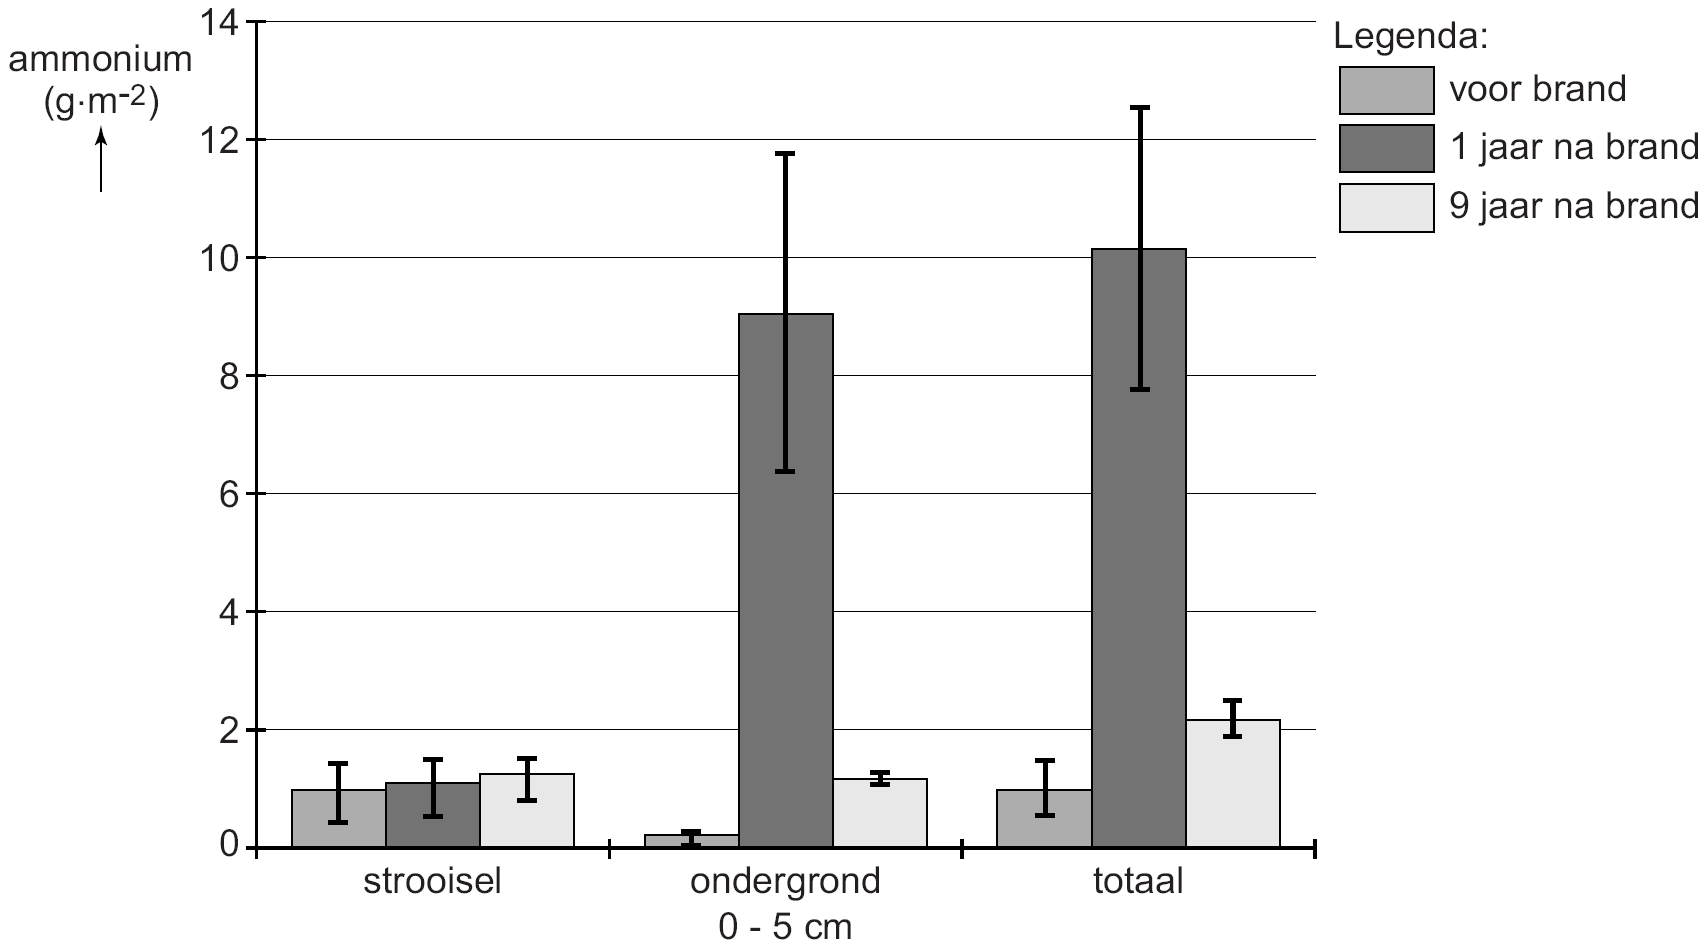 ammonium
(g·m-2)
14
12
10
8
6
4
2
0
strooisel
ondergrond
0 - 5 cm
totaal
Legenda:
voor brand
1 jaar na brand
9 jaar na brand